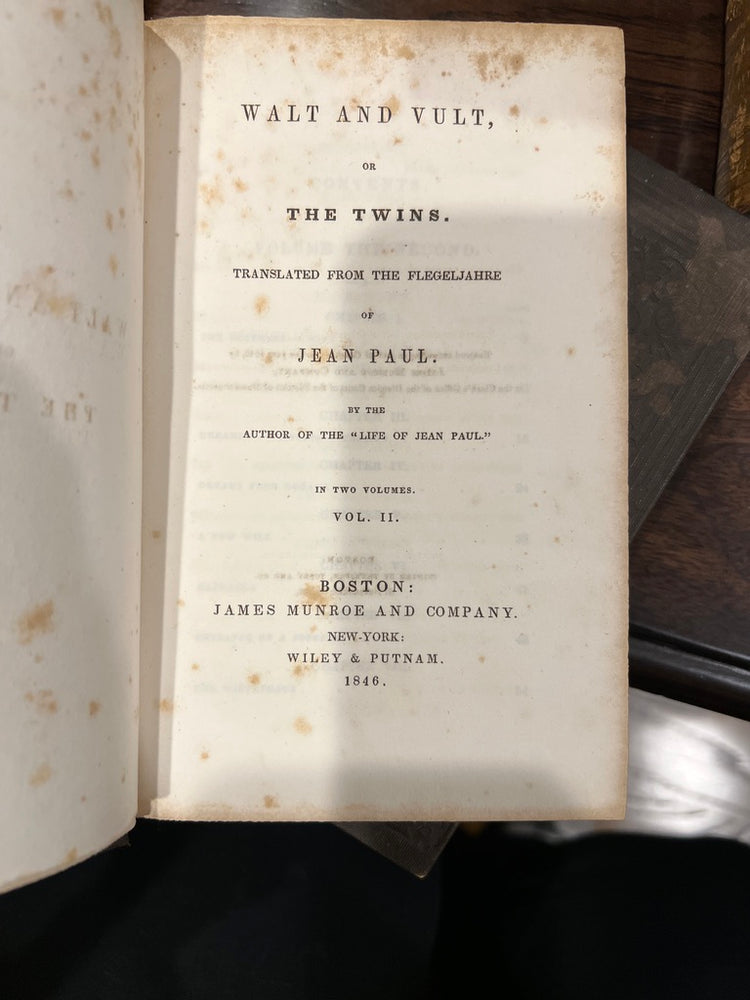 WALT AND VULT,
OR
THE TWINS.
TRANSLATED FROM THE FLEGELJAHRE
OF
JEAN PAUL.
BY THE
AUTHOR OF THE "LIFE OF JEAN PAUL."
IN TWO VOLUMES.
VOL. II.
BOSTON:
JAMES MUNROE AND COMPANY.
NEW-YORK:
WILEY & PUTNAM.
1846.